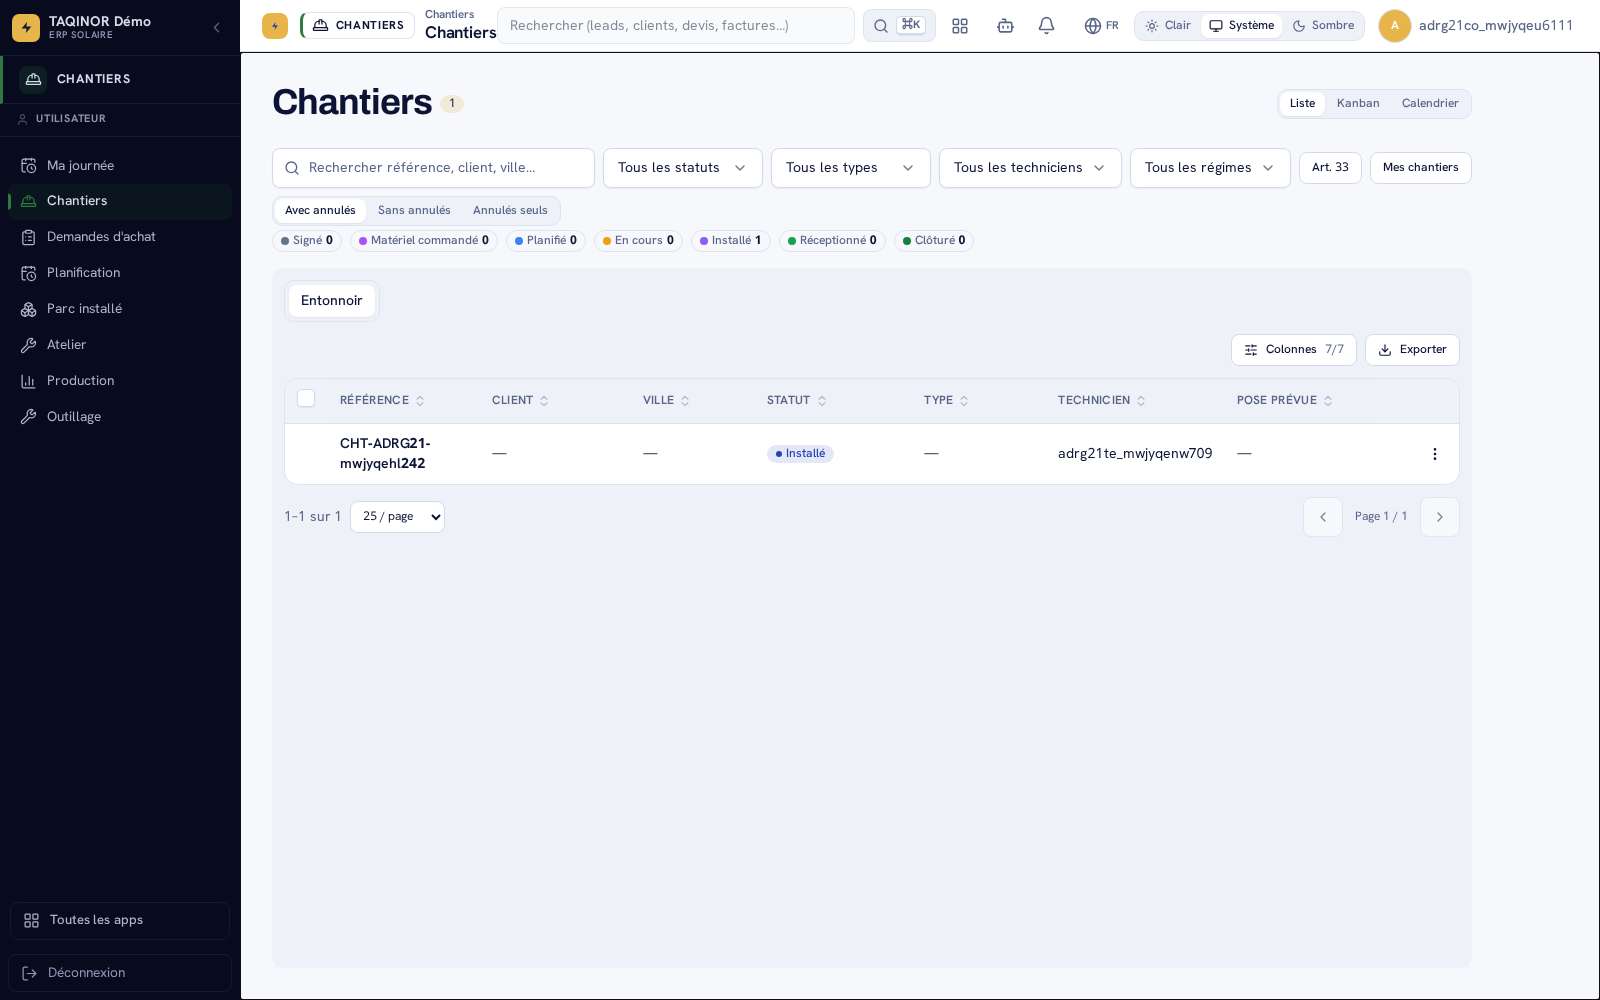 TAQINOR Démo
ERP SOLAIRE
CHANTIERS
UTILISATEUR
Ma journée
Chantiers
Demandes d'achat
Planification
Parc installé
Atelier
Production
Outillage
Toutes les apps
Déconnexion
CHANTIERS
Chantiers
Chantiers
Rechercher (leads, clients, devis, factures...)
⌘K
FR
Clair
Système
Sombre
A
adrg21co_mwjyqeu6111
Chantiers 1
Liste
Kanban
Calendrier
Rechercher référence, client, ville...
Tous les statuts
Tous les types
Tous les techniciens
Tous les régimes
Art. 33
Mes chantiers
Avec annulés
Sans annulés
Annulés seuls
Signé 0
Matériel commandé 0
Planifié 0
En cours 0
Installé 1
Réceptionné 0
Clôturé 0
Entonnoir
Colonnes 7/7
Exporter
RÉFÉRENCE
CLIENT
VILLE
STATUT
TYPE
TECHNICIEN
POSE PRÉVUE
CHT-ADRG21-
mwjyqehl242
—
—
Installé
—
adrg21te_mwjyqenw709
—
1–1 sur 1
25 / page
Page 1 / 1